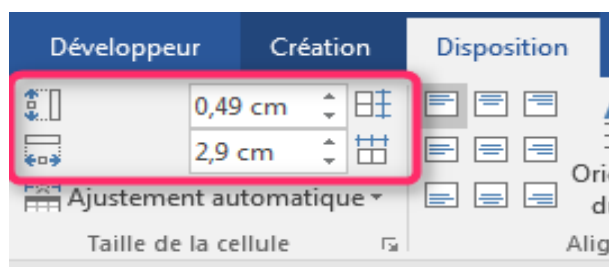 Développeur Création Disposition
0,49 cm
2,9 cm
Ajustement automatique
Taille de la cellule